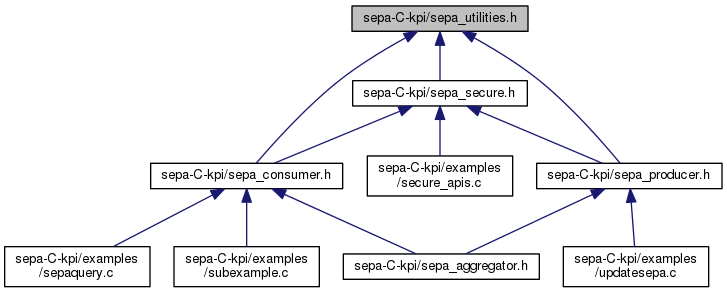 sepa-C-kpi/sepa_utilities.h
sepa-C-kpi/sepa_secure.h
sepa-C-kpi/sepa_consumer.h
sepa-C-kpi/examples
/secure_apis.c
sepa-C-kpi/sepa_producer.h
sepa-C-kpi/examples
/sepaquery.c
sepa-C-kpi/examples
/subexample.c
sepa-C-kpi/sepa_aggregator.h
sepa-C-kpi/examples
/updatesepa.c